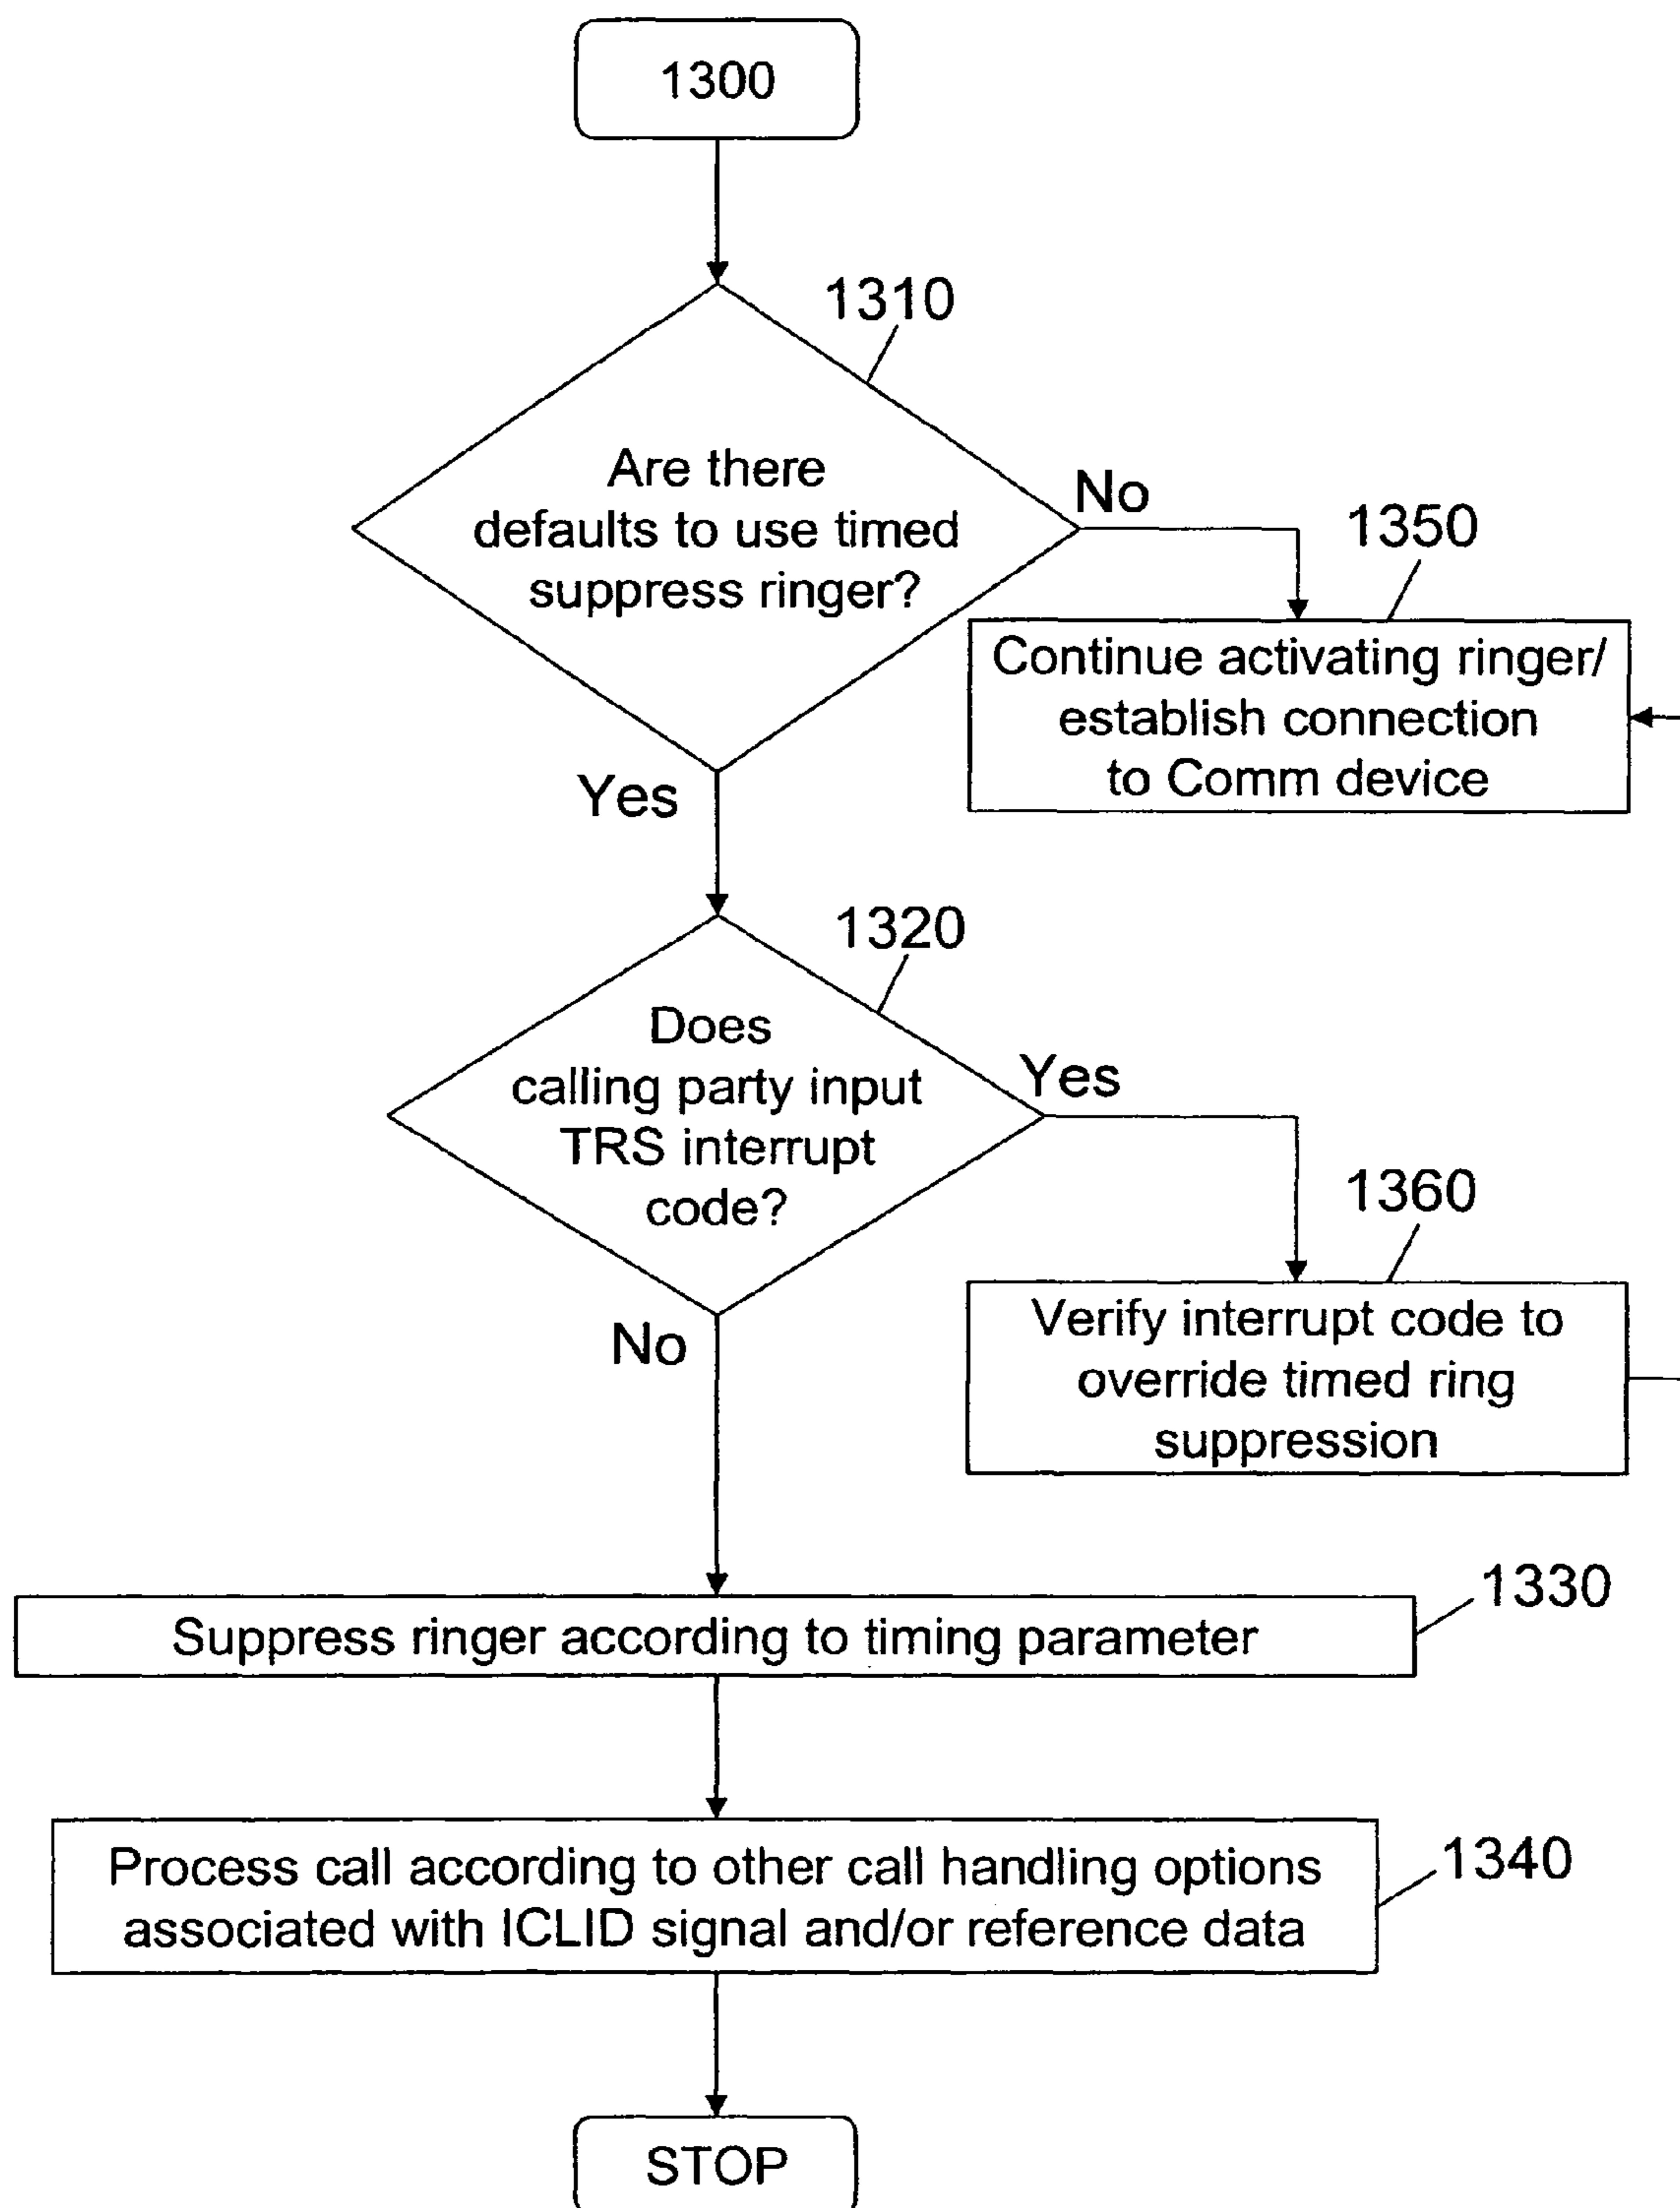 1300
1310
Are there
defaults to use timed
suppress ringer?
No
1350
Continue activating ringer/
establish connection
to Comm device
Yes
1320
Does
calling party input
TRS interrupt
code?
Yes
1360
Verify interrupt code to
override timed ring
suppression
No
1330
Suppress ringer according to timing parameter
1340
Process call according to other call handling options
associated with ICLID signal and/or reference data
STOP